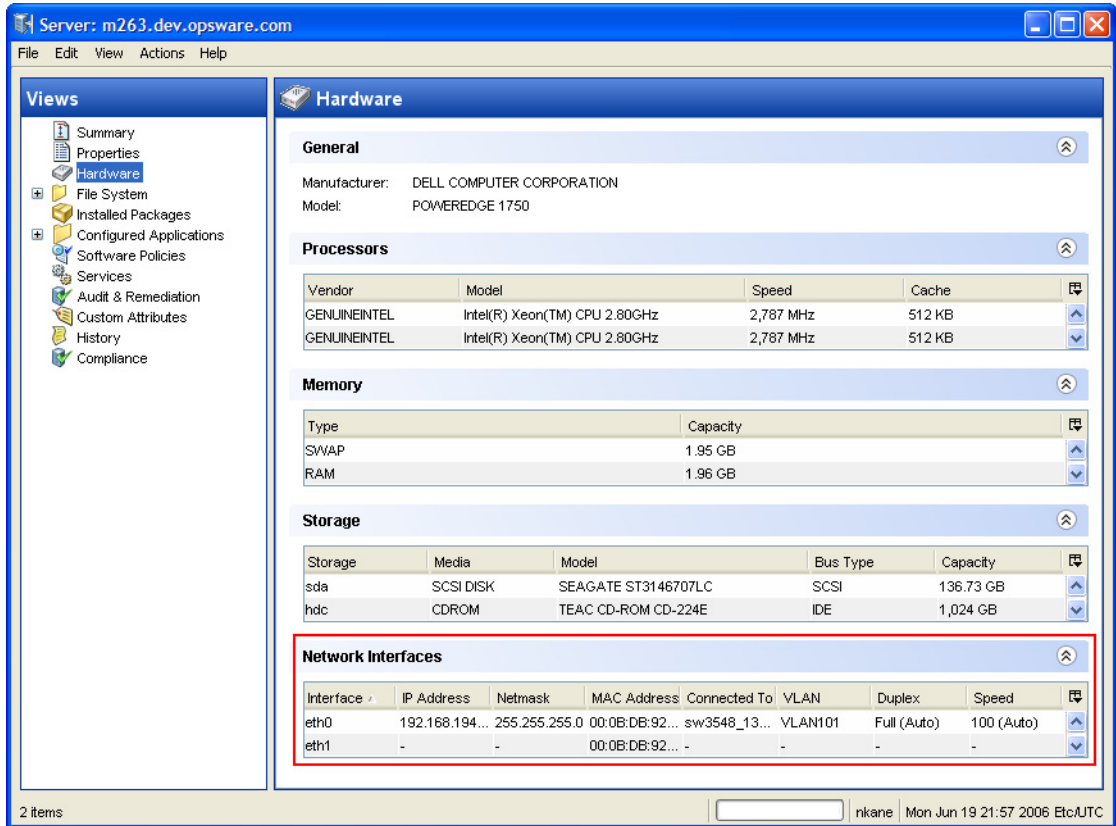 Server: m263.dev.opsware.com
File Edit View Actions Help
Views
Summary
Properties
Hardware
File System
Installed Packages
Configured Applications
Software Policies
Services
Audit & Remediation
Custom Attributes
History
Compliance
Hardware
General
Manufacturer: DELL COMPUTER CORPORATION
Model: POWEREDGE 1750
Processors
Vendor Model Speed Cache
GENUINEINTEL Intel(R) Xeon(TM) CPU 2.80GHz 2,787 MHz 512 KB
GENUINEINTEL Intel(R) Xeon(TM) CPU 2.80GHz 2,787 MHz 512 KB
Memory
Type Capacity
SWAP 1.95 GB
RAM 1.96 GB
Storage
Storage Media Model Bus Type Capacity
sda SCSI DISK SEAGATE ST3146707LC SCSI 136.73 GB
hdc CDROM TEAC CD-ROM CD-224E IDE 1,024 GB
Network Interfaces
Interface IP Address Netmask MAC Address Connected To VLAN Duplex Speed
eth0 192.168.194... 255.255.255.0 00:0B:DB:92... sw3548_13... VLAN101 Full (Auto) 100 (Auto)
eth1 - - 00:0B:DB:92... - - - -
2 items nkane Mon Jun 19 21:57 2006 Etc/UTC